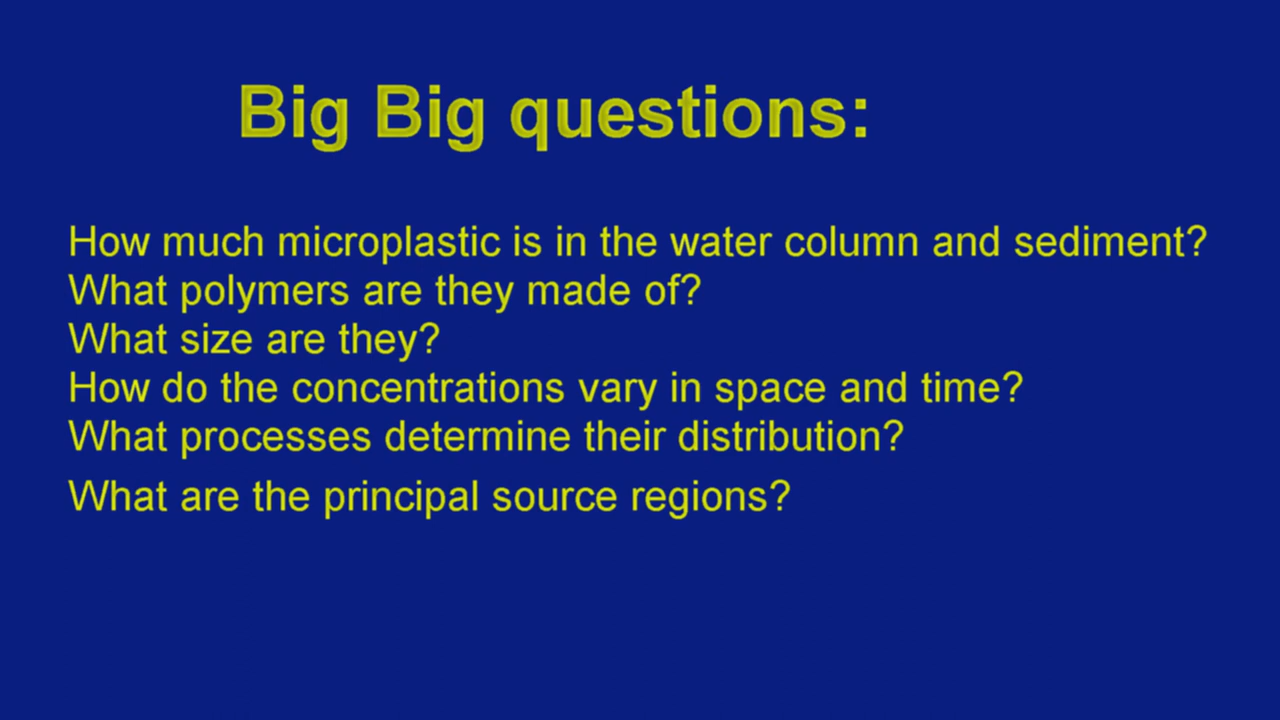 Big Big questions:
How much microplastic is in the water column and sediment?
What polymers are they made of?
What size are they?
How do the concentrations vary in space and time?
What processes determine their distribution?
What are the principal source regions?